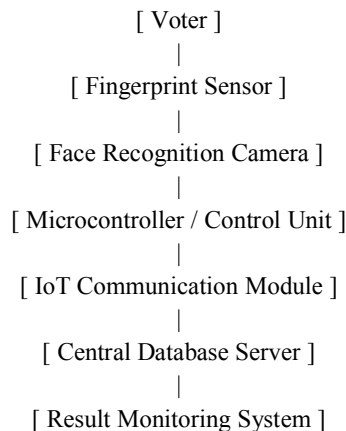 [ Voter ]
|
[ Fingerprint Sensor ]
|
[ Face Recognition Camera ]
|
[ Microcontroller / Control Unit ]
|
[ IoT Communication Module ]
|
[ Central Database Server ]
|
[ Result Monitoring System ]